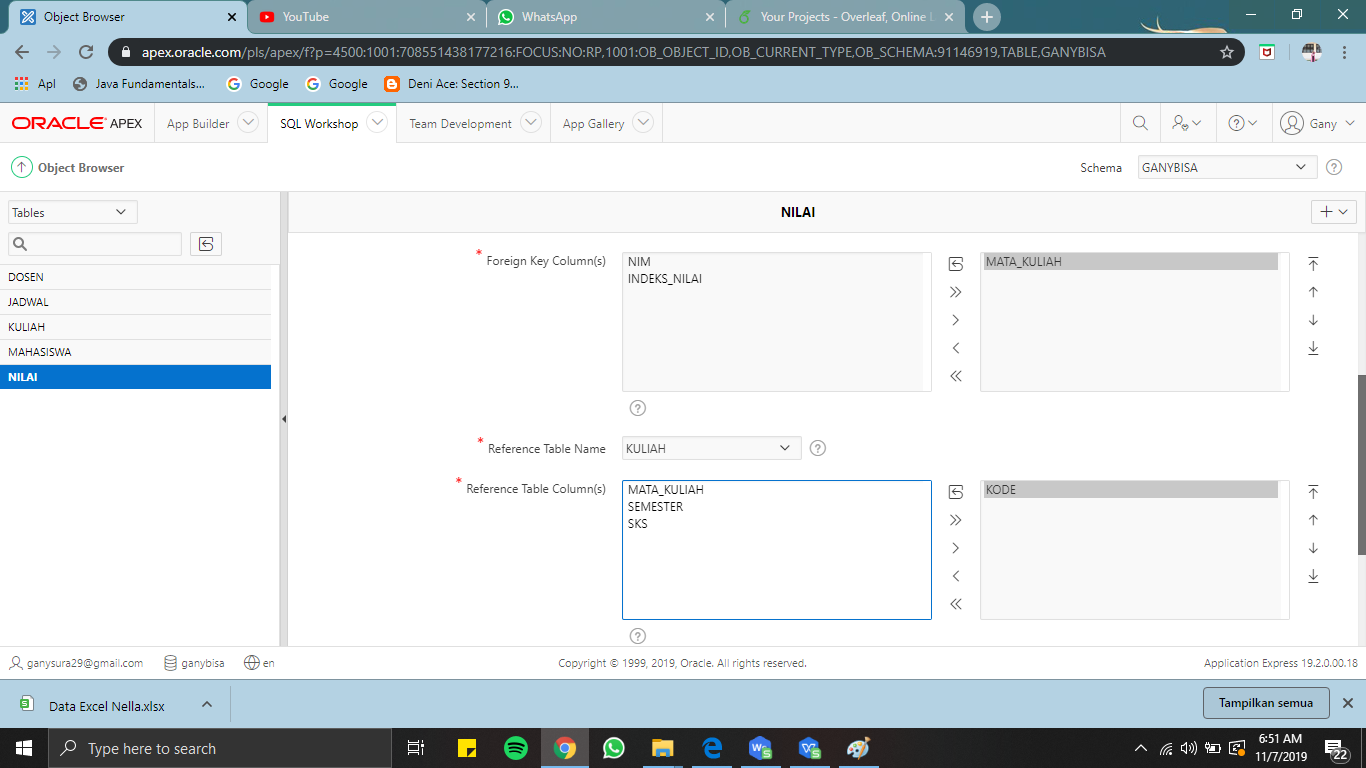 Object Browser
YouTube
WhatsApp
Your Projects - Overleaf, Online L
apex.oracle.com/pls/apex/f?p=4500:1001:708551438177216:FOCUS:NO:RP,1001:OB_OBJECT_ID,OB_CURRENT_TYPE,OB_SCHEMA:91146919,TABLE,GANYBISA
Apl
Java Fundamentals...
Google
Google
Deni Ace: Section 9...
ORACLE APEX
App Builder
SQL Workshop
Team Development
App Gallery
Gany
Object Browser
Schema
GANYBISA
Tables
NILAI
DOSEN
JADWAL
KULIAH
MAHASISWA
NILAI
* Foreign Key Column(s)
NIM
INDEKS_NILAI
MATA_KULIAH
* Reference Table Name
KULIAH
* Reference Table Column(s)
MATA_KULIAH
SEMESTER
SKS
KODE
ganysura29@gmail.com
ganybisa
en
Copyright © 1999, 2019, Oracle. All rights reserved.
Application Express 19.2.0.00.18
Data Excel Nella.xlsx
Tampilkan semua
Type here to search
6:51 AM
11/7/2019
22